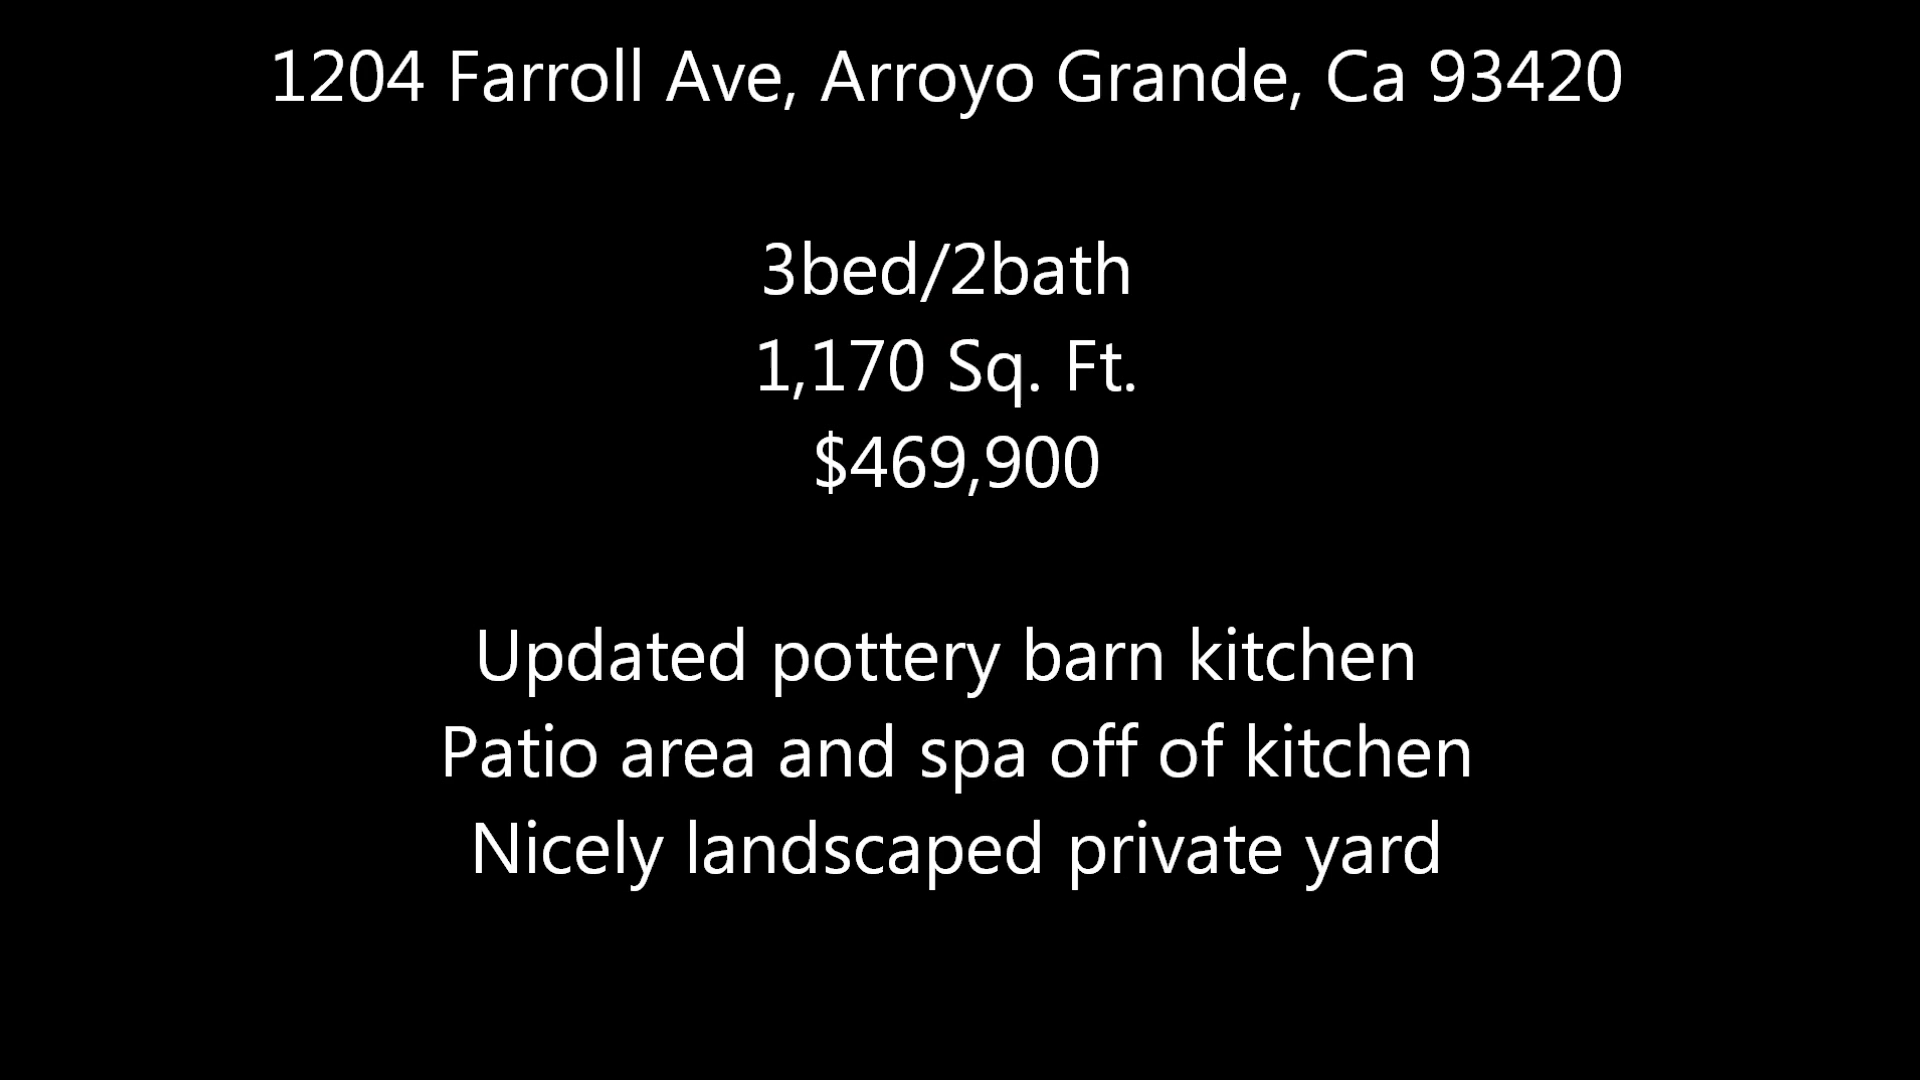 1204 Farroll Ave, Arroyo Grande, Ca 93420
3bed/2bath
1,170 Sq. Ft.
$469,900
Updated pottery barn kitchen
Patio area and spa off of kitchen
Nicely landscaped private yard